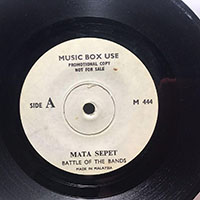 MUSIC BOX USE
PROMOTIONAL COPY
NOT FOR SALE
SIDE A
M 444
MATA SEPET
BATTLE OF THE BANDS
MADE IN MALAYSIA